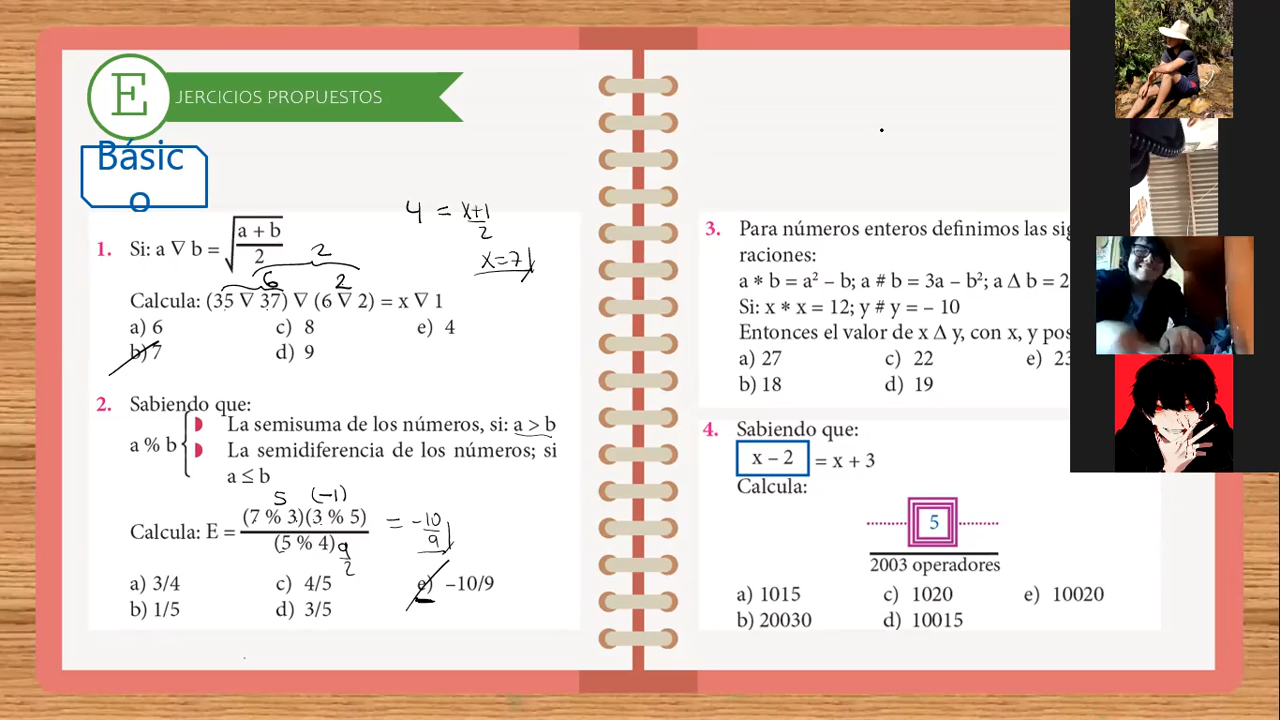 E
JERCICIOS PROPUESTOS
Básic
o
4 = x+1
2
x=7
1. Si: a ∇ b = √ a + b
2
2
6 2
Calcula: (35 ∇ 37) ∇ (6 ∇ 2) = x ∇ 1
a) 6 c) 8 e) 4
b) 7 d) 9
2. Sabiendo que:
a % b { La semisuma de los números, si: a > b
La semidiferencia de los números; si
a ≤ b
5 (−1)
Calcula: E = (7 % 3)(3 % 5) = −10
(5 % 4) 9 9
2
a) 3/4 c) 4/5 e) –10/9
b) 1/5 d) 3/5
3. Para números enteros definimos las sig
raciones:
a * b = a² – b; a # b = 3a – b²; a Δ b = 2
Si: x * x = 12; y # y = – 10
Entonces el valor de x Δ y, con x, y pos
a) 27 c) 22 e) 23
b) 18 d) 19
4. Sabiendo que:
x – 2 = x + 3
Calcula:
5
2003 operadores
a) 1015 c) 1020 e) 10020
b) 20030 d) 10015